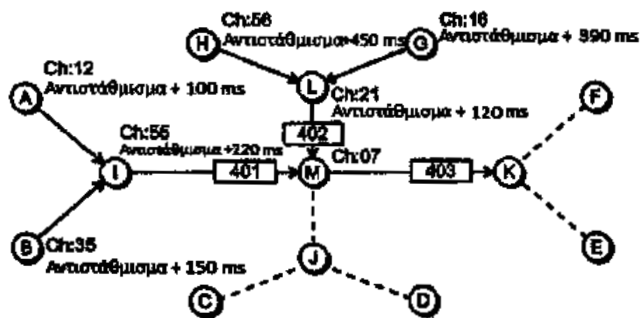 Ch:56
Αντιστάθμισμα+450 ms
Ch:16
Αντιστάθμισμα + 390 ms
H
G
Ch:12
Αντιστάθμισμα + 100 ms
A
L
Ch:21
Αντιστάθμισμα + 120 ms
F
Ch:55
Αντιστάθμισμα +220 ms
402
Ch:07
I
401
M
403
K
B
Ch:35
Αντιστάθμισμα + 150 ms
J
E
C
D